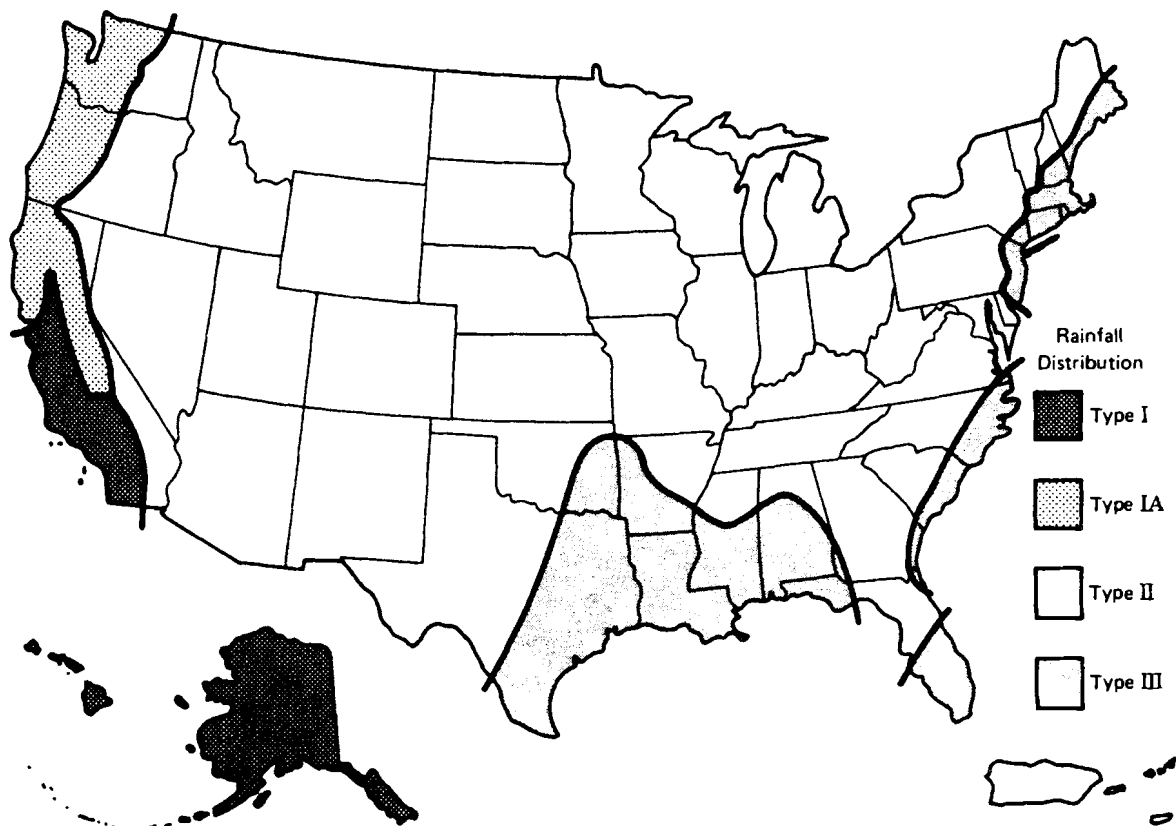 Rainfall
Distribution
Type I
Type IA
Type II
Type III